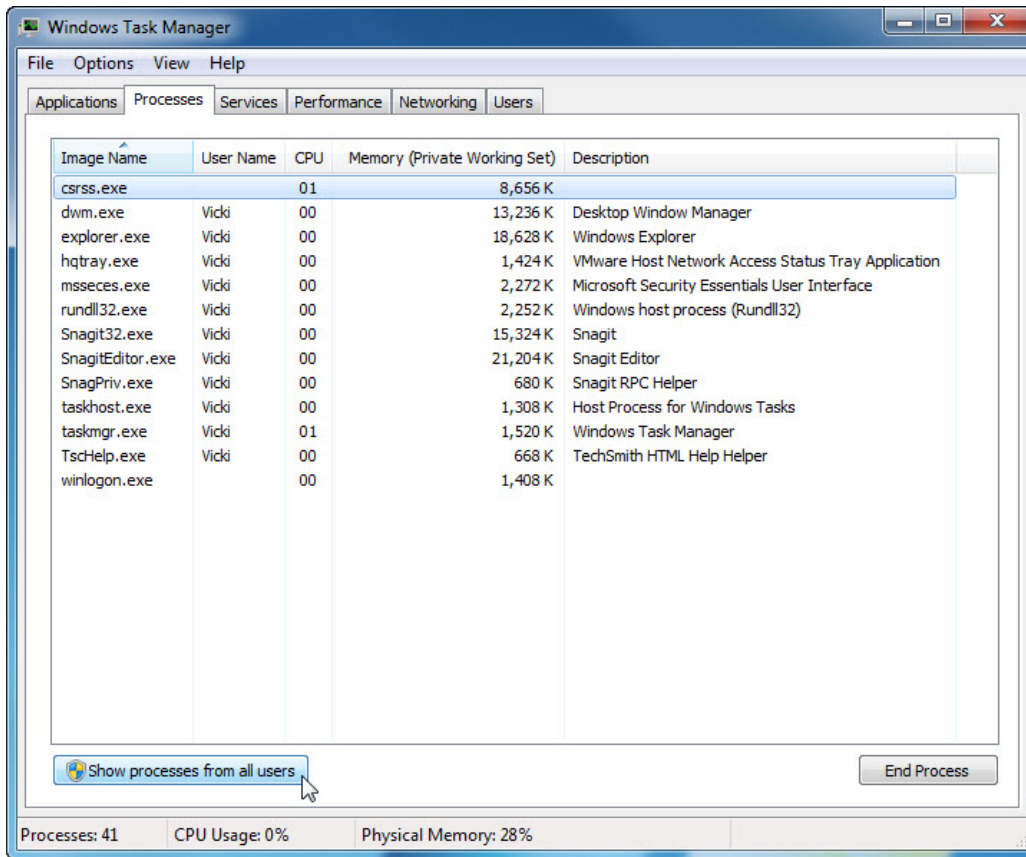 Windows Task Manager
File Options View Help
Applications Processes Services Performance Networking Users
Image Name User Name CPU Memory (Private Working Set) Description
csrss.exe 01 8,656 K
dwm.exe Vicki 00 13,236 K Desktop Window Manager
explorer.exe Vicki 00 18,628 K Windows Explorer
hqtray.exe Vicki 00 1,424 K VMware Host Network Access Status Tray Application
msseces.exe Vicki 00 2,272 K Microsoft Security Essentials User Interface
rundll32.exe Vicki 00 2,252 K Windows host process (Rundll32)
Snagit32.exe Vicki 00 15,324 K Snagit
SnagitEditor.exe Vicki 00 21,204 K Snagit Editor
SnagPriv.exe Vicki 00 680 K Snagit RPC Helper
taskhost.exe Vicki 00 1,308 K Host Process for Windows Tasks
taskmgr.exe Vicki 01 1,520 K Windows Task Manager
TscHelp.exe Vicki 00 668 K TechSmith HTML Help Helper
winlogon.exe 00 1,408 K
Show processes from all users End Process
Processes: 41 CPU Usage: 0% Physical Memory: 28%